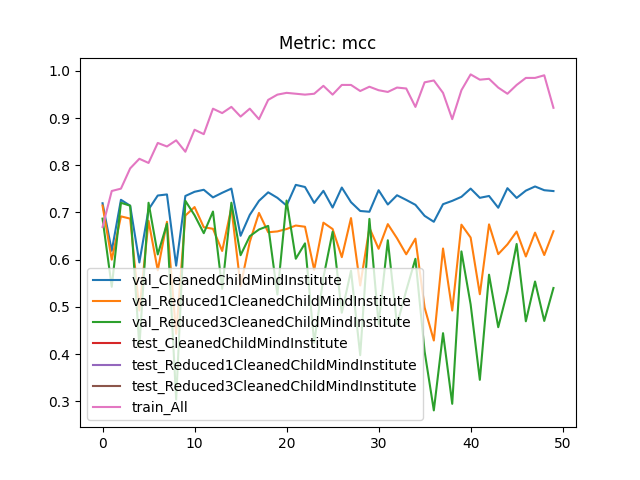 Metric: mcc
1.0
0.9
0.8
0.7
0.6
0.5
0.4
0.3
val_CleanedChildMindInstitute
val_Reduced1CleanedChildMindInstitute
val_Reduced3CleanedChildMindInstitute
test_CleanedChildMindInstitute
test_Reduced1CleanedChildMindInstitute
test_Reduced3CleanedChildMindInstitute
train_All
0 10 20 30 40 50